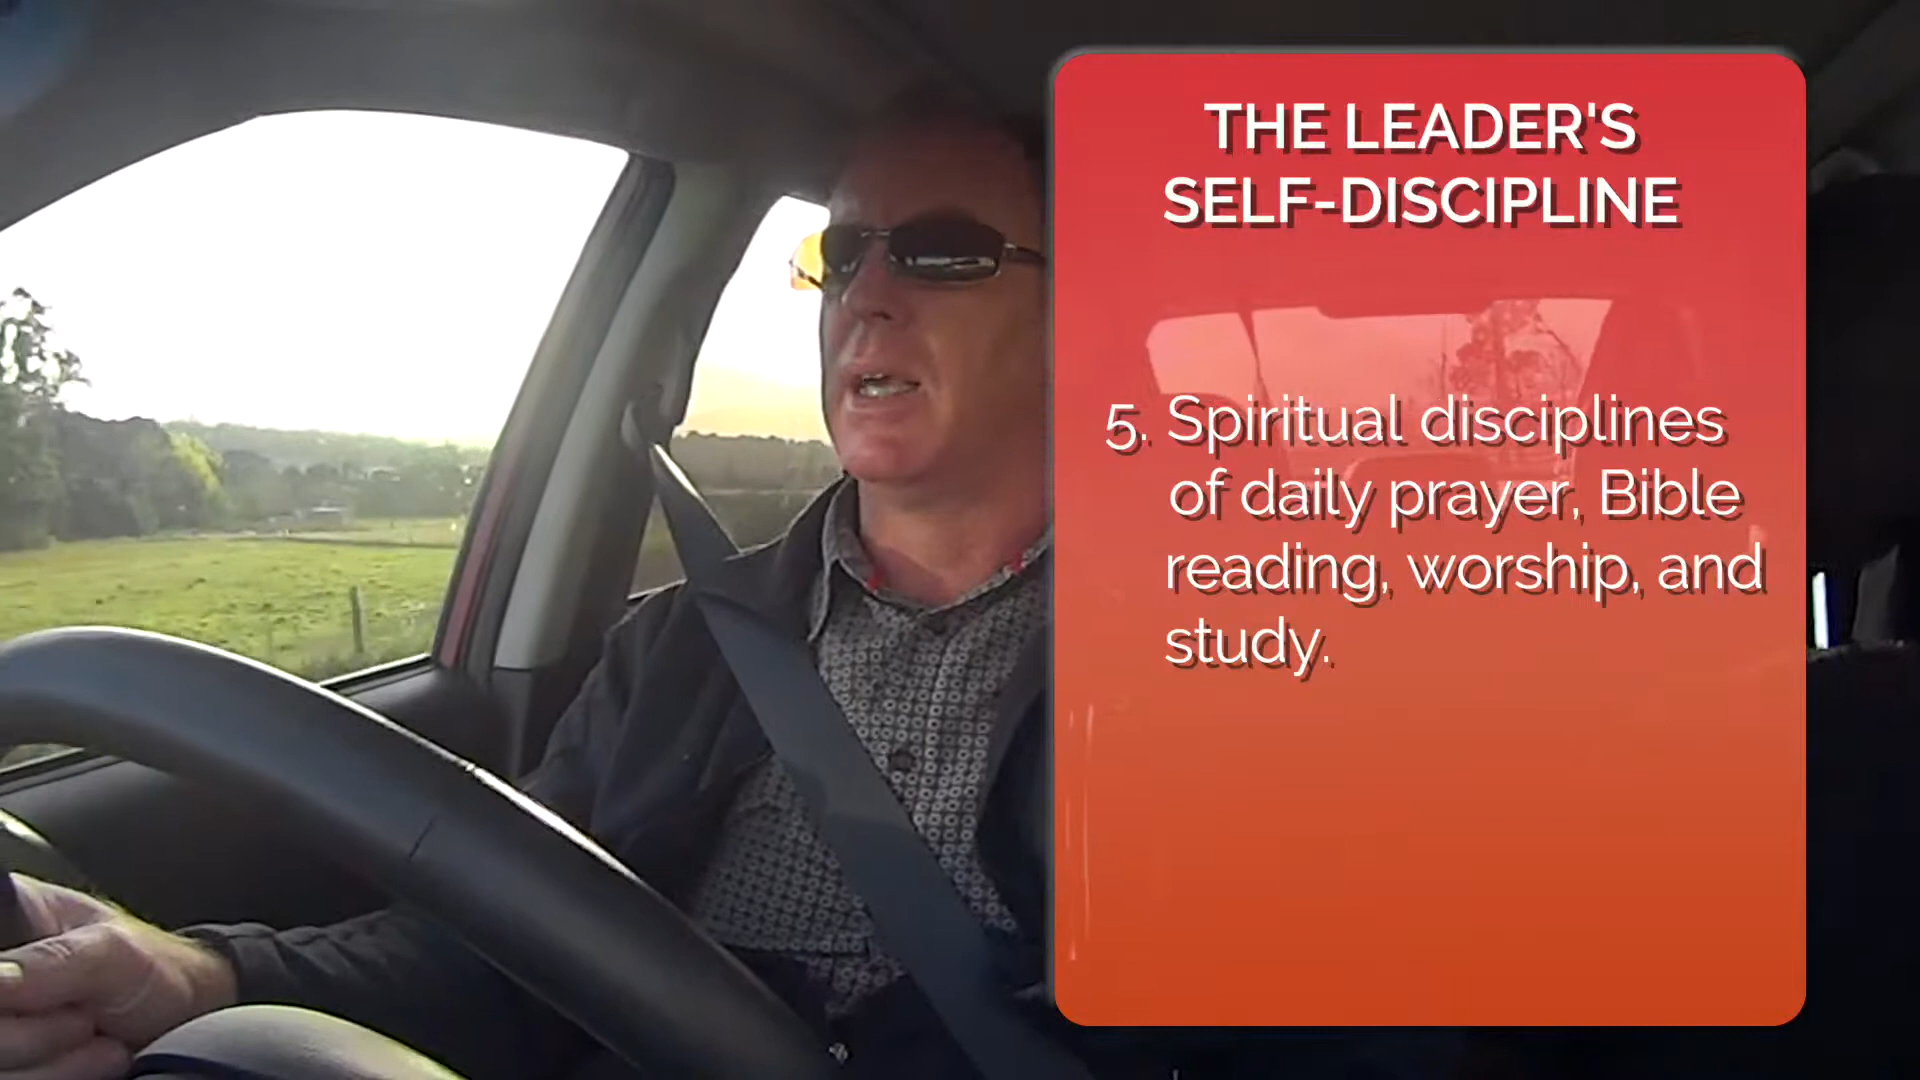 THE LEADER'S
SELF-DISCIPLINE
5. Spiritual disciplines
of daily prayer, Bible
reading, worship, and
study.